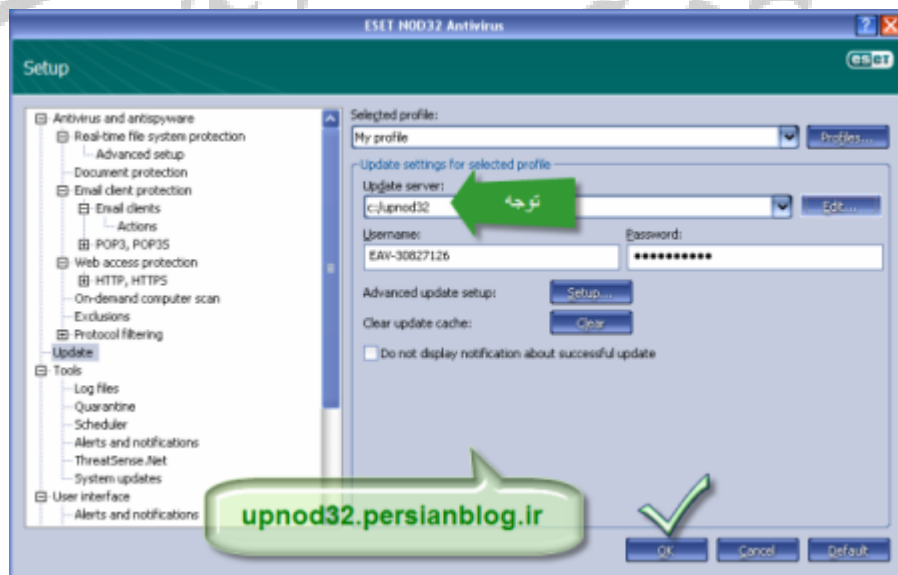 ESET NOD32 Antivirus
Setup
eset
Antivirus and antispyware
Real-time file system protection
Advanced setup
Document protection
Email client protection
Email clients
Actions
POP3, POP3S
Web access protection
HTTP, HTTPS
On-demand computer scan
Exclusions
Protocol filtering
Update
Tools
Log files
Quarantine
Scheduler
Alerts and notifications
ThreatSense.Net
System updates
User interface
Alerts and notifications
Selected profile:
My profile
Profiles...
Update settings for selected profile
Update server:
c:/upnod32
توجه
Edit...
Username:
Password:
EAV-30827126
●●●●●●●●●●
Advanced update setup:
Setup...
Clear update cache:
Clear
Do not display notification about successful update
upnod32.persianblog.ir
OK
Cancel
Default